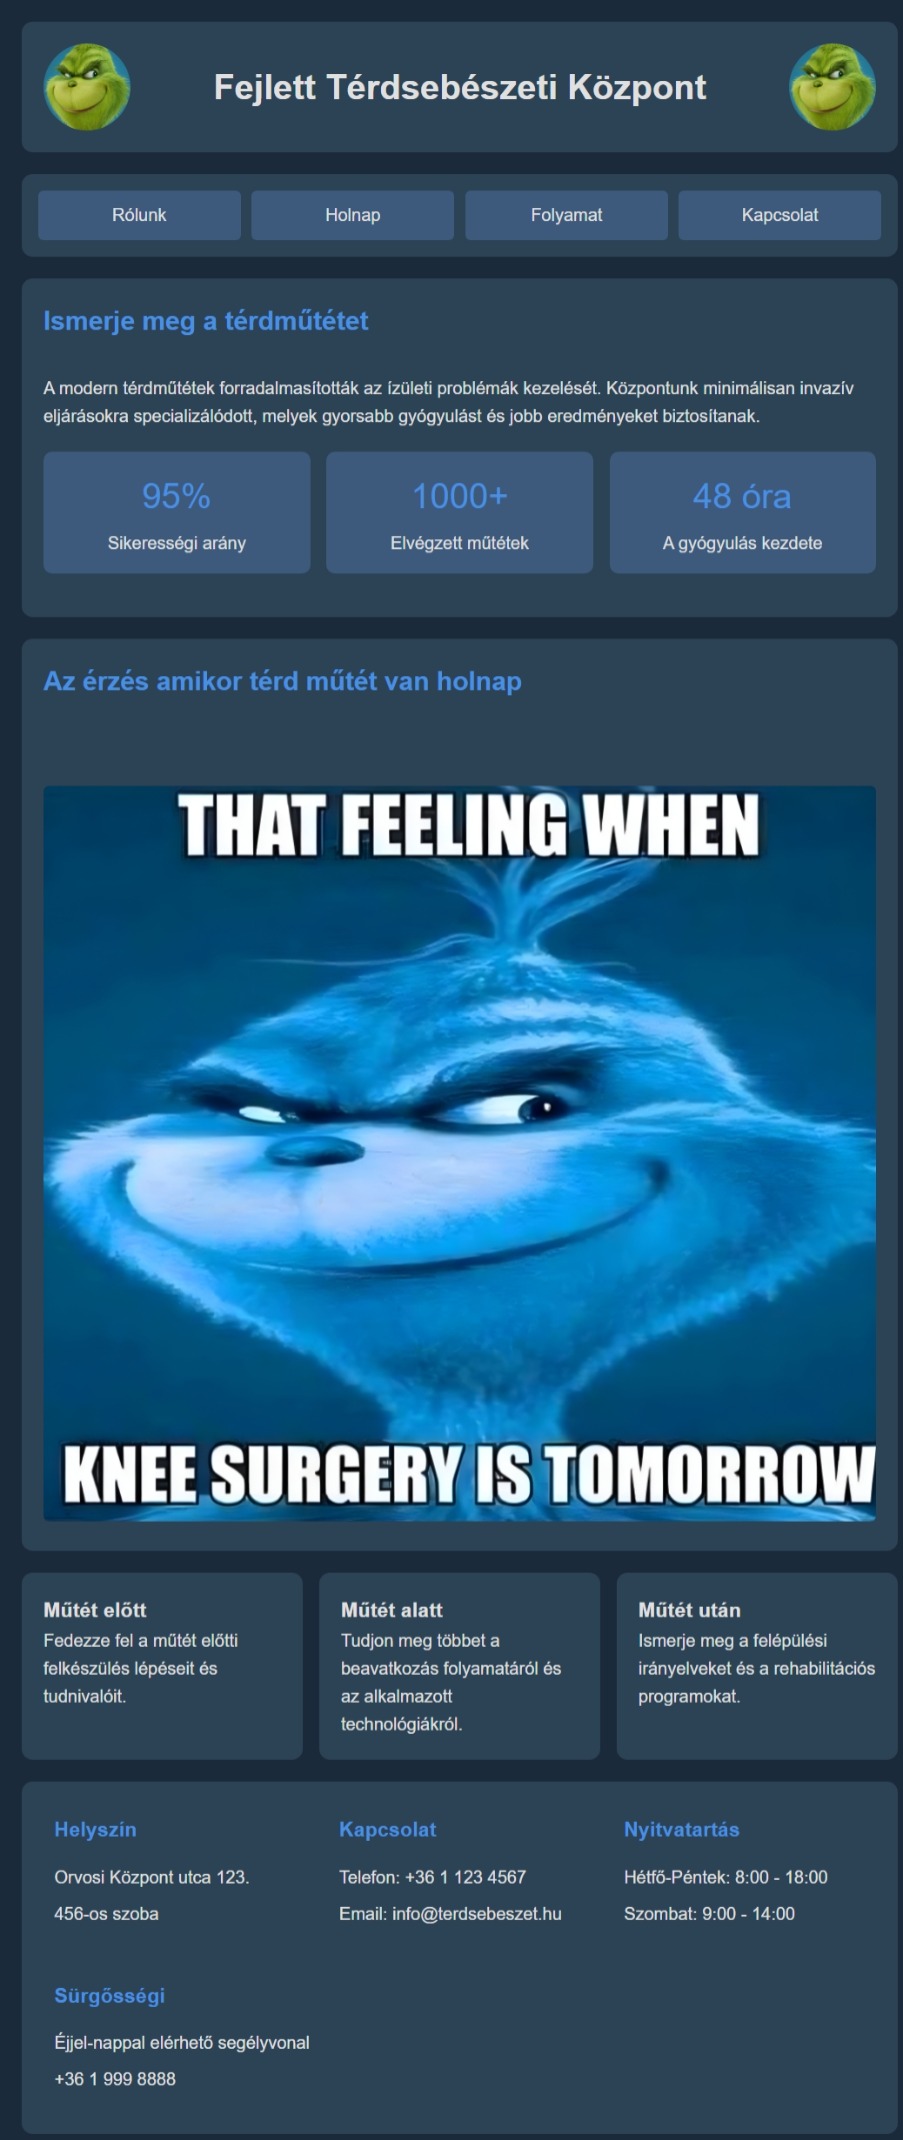 Fejlett Térdsebészeti Központ
Rólunk
Holnap
Folyamat
Kapcsolat
Ismerje meg a térdműtétet
A modern térdműtétek forradalmasították az ízületi problémák kezelését. Központunk minimálisan invazív
eljárásokra specializálódott, melyek gyorsabb gyógyulást és jobb eredményeket biztosítanak.
95%
Sikerességi arány
1000+
Elvégzett műtétek
48 óra
A gyógyulás kezdete
Az érzés amikor térd műtét van holnap
THAT FEELING WHEN
KNEE SURGERY IS TOMORROW
Műtét előtt
Fedezze fel a műtét előtti
felkészülés lépéseit és
tudnivalóit.
Műtét alatt
Tudjon meg többet a
beavatkozás folyamatáról és
az alkalmazott
technológiákról.
Műtét után
Ismerje meg a felépülési
irányelveket és a rehabilitációs
programokat.
Helyszín
Orvosi Központ utca 123.
456-os szoba
Kapcsolat
Telefon: +36 1 123 4567
Email: info@terdsebeszet.hu
Nyitvatartás
Hétfő-Péntek: 8:00 - 18:00
Szombat: 9:00 - 14:00
Sürgősségi
Éjjel-nappal elérhető segélyvonal
+36 1 999 8888